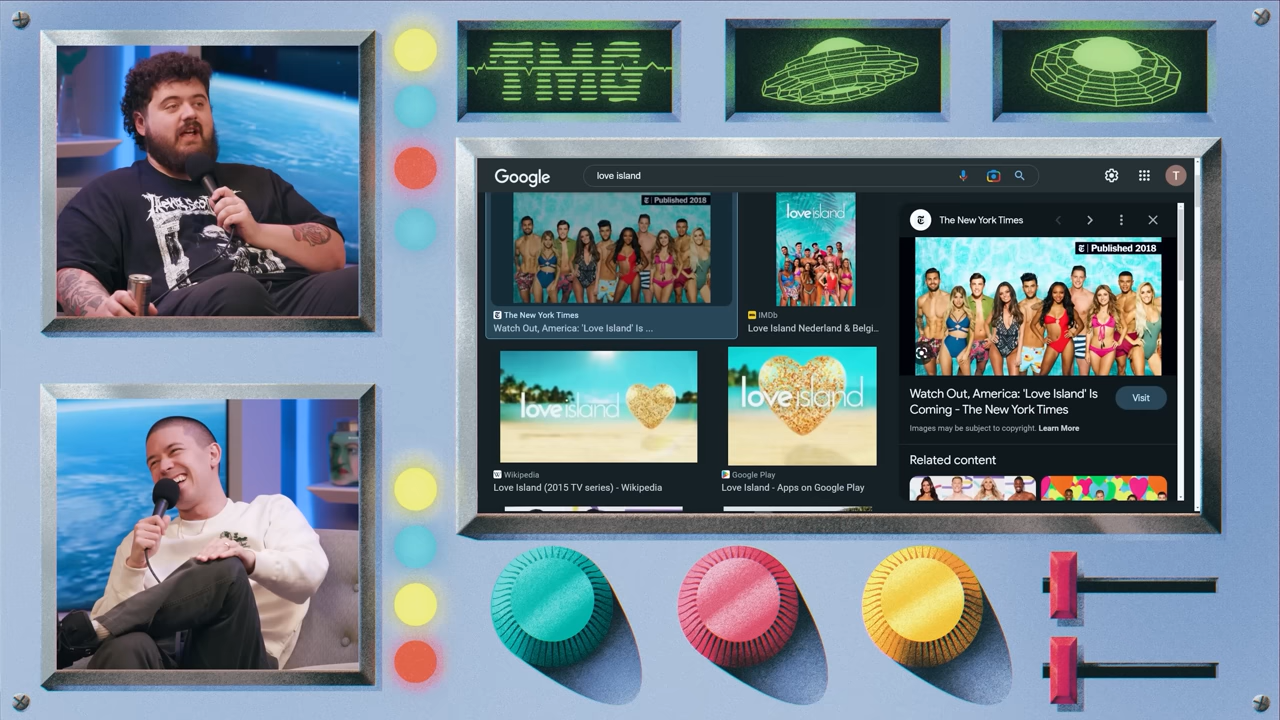 TMG
Google
love island
T
T | Published 2018
The New York Times
Watch Out, America: 'Love Island' Is ...
love island
IMDb
Love Island Nederland & Belgi..
love island
W Wikipedia
Love Island (2015 TV series) - Wikipedia
love island
Google Play
Love Island - Apps on Google Play
The New York Times
T | Published 2018
Watch Out, America: 'Love Island' Is
Coming - The New York Times
Visit
Images may be subject to copyright. Learn More
Related content